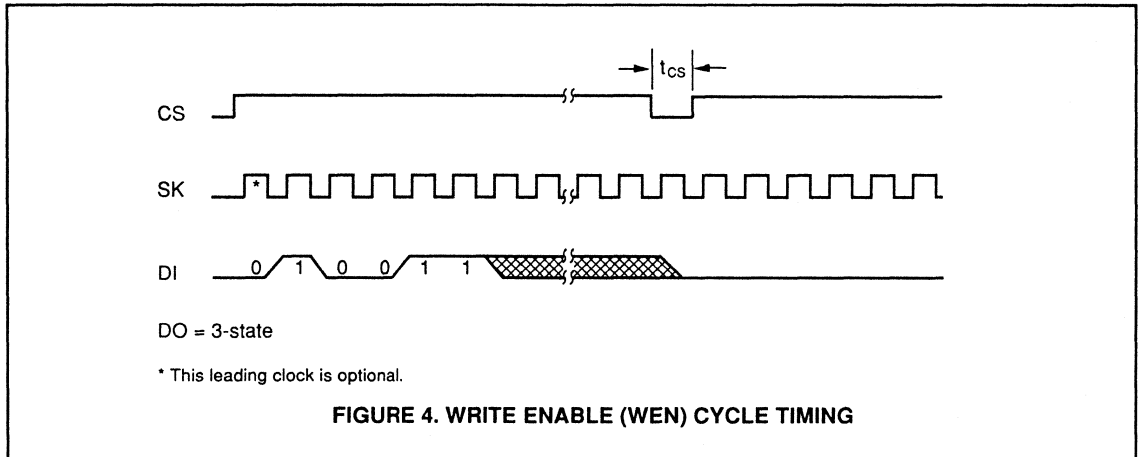 tCS
CS
SK *
DI 0 1 0 0 1 1
DO = 3-state
* This leading clock is optional.
FIGURE 4. WRITE ENABLE (WEN) CYCLE TIMING